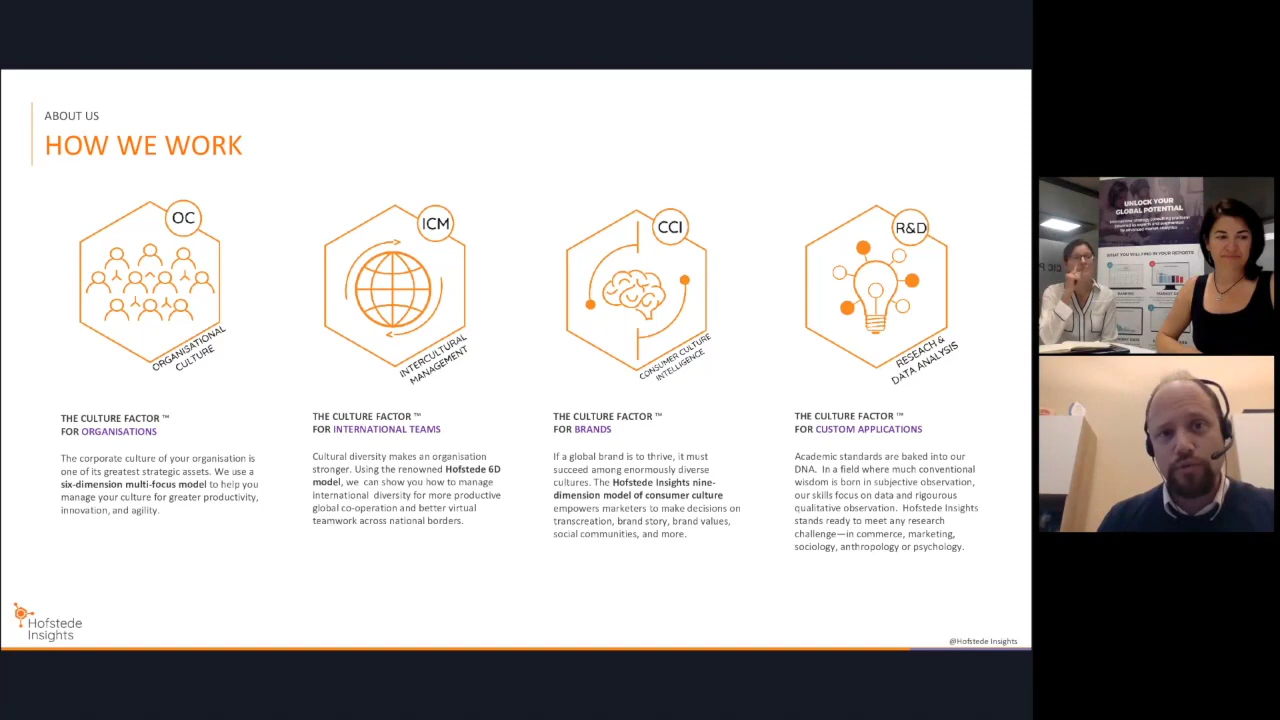 ABOUT US
HOW WE WORK
OC
ORGANISATIONAL
CULTURE
ICM
INTERCULTURAL
MANAGEMENT
CCI
CONSUMER CULTURE
INTELLIGENCE
R&D
RESEACH &
DATA ANALYSIS
THE CULTURE FACTOR ™
FOR ORGANISATIONS
The corporate culture of your organisation is
one of its greatest strategic assets. We use a
six-dimension multi-focus model to help you
manage your culture for greater productivity,
innovation, and agility.
THE CULTURE FACTOR ™
FOR INTERNATIONAL TEAMS
Cultural diversity makes an organisation
stronger. Using the renowned Hofstede 6D
model, we can show you how to manage
international diversity for more productive
global co-operation and better virtual
teamwork across national borders.
THE CULTURE FACTOR ™
FOR BRANDS
If a global brand is to thrive, it must
succeed among enormously diverse
cultures. The Hofstede Insights nine-
dimension model of consumer culture
empowers marketers to make decisions on
transcreation, brand story, brand values,
social communities, and more.
THE CULTURE FACTOR ™
FOR CUSTOM APPLICATIONS
Academic standards are baked into our
DNA. In a field where much conventional
wisdom is born in subjective observation,
our skills focus on data and rigourous
qualitative observation. Hofstede Insights
stands ready to meet any research
challenge—in commerce, marketing,
sociology, anthropology or psychology.
Hofstede
Insights
@Hofstede Insights
UNLOCK YOUR
GLOBAL POTENTIAL
WHAT YOU WILL FIND IN YOUR REPORTS